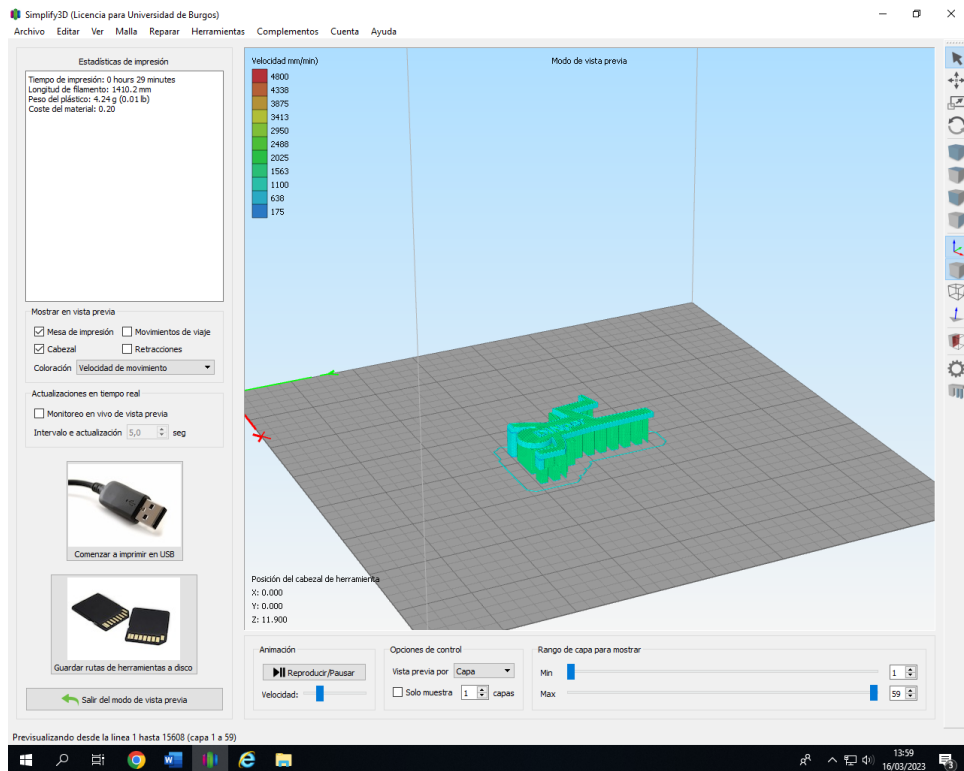 Simplify3D (Licencia para Universidad de Burgos)
Archivo Editar Ver Malla Reparar Herramientas Complementos Cuenta Ayuda
Estadísticas de impresión
Tiempo de impresión: 0 hours 29 minutes
Longitud de filamento: 1410.2 mm
Peso del plástico: 4.24 g (0.01 lb)
Coste del material: 0.20
Mostrar en vista previa
Mesa de impresión Movimientos de viaje
Cabezal Retracciones
Coloración Velocidad de movimiento
Actualizaciones en tiempo real
Monitoreo en vivo de vista previa
Intervalo e actualización 5,0 seg
Comenzar a imprimir en USB
Guardar rutas de herramientas a disco
Salir del modo de vista previa
Velocidad mm/min)
4800
4338
3875
3413
2950
2488
2025
1563
1100
638
175
Modo de vista previa
Posición del cabezal de herramienta
X: 0.000
Y: 0.000
Z: 11.900
Animación
Reproducir/Pausar
Velocidad:
Opciones de control
Vista previa por Capa
Solo muestra 1 capas
Rango de capa para mostrar
Min 1
Max 59
Previsualizando desde la linea 1 hasta 15608 (capa 1 a 59)
13:59
16/03/2023
3